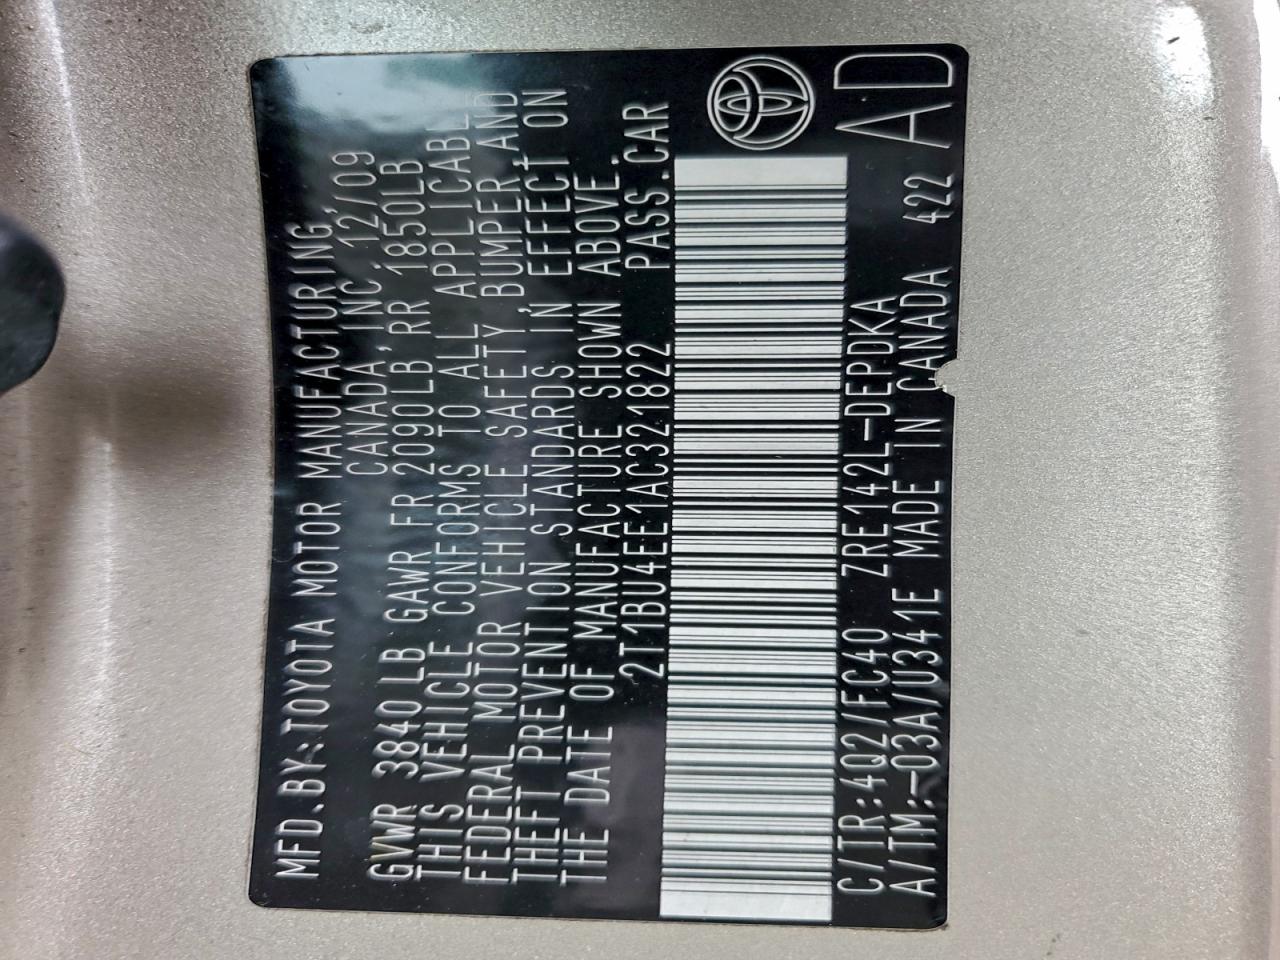 MFD.BY:TOYOTA MOTOR MANUFACTURING,
CANADA, INC. 12/09
GVWR 3840LB GAWR FR 2090LB RR 1850LB
THIS VEHICLE CONFORMS TO ALL APPLICABLE
FEDERAL MOTOR VEHICLE SAFETY BUMPER, AND
THEFT PREVENTION STANDARDS IN EFFECT ON
THE DATE OF MANUFACTURE SHOWN ABOVE.
2T1BU4EE1AC321822 PASS.CAR
C/TR:4Q2/FC40 ZRE142L-DEPDKA
A/TM:-03A/U341E MADE IN CANADA 422 AD